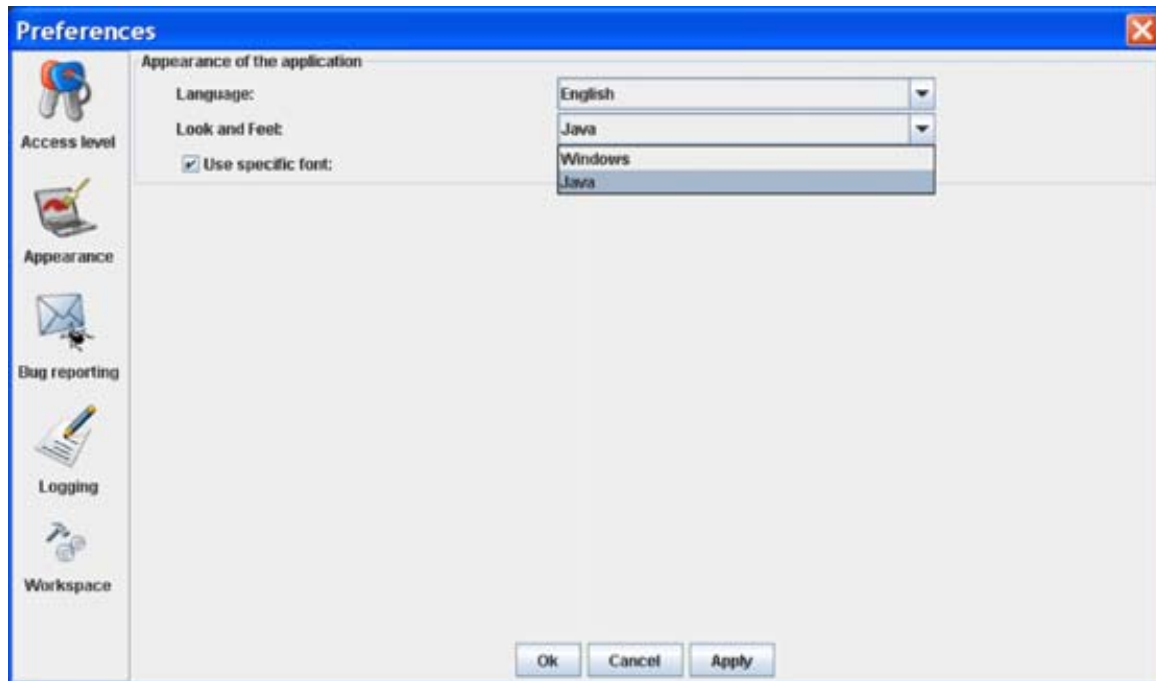 Preferences
Access level
Appearance
Bug reporting
Logging
Workspace
Appearance of the application
Language: English
Look and Feel: Java
Windows
Java
Use specific font:
Ok Cancel Apply